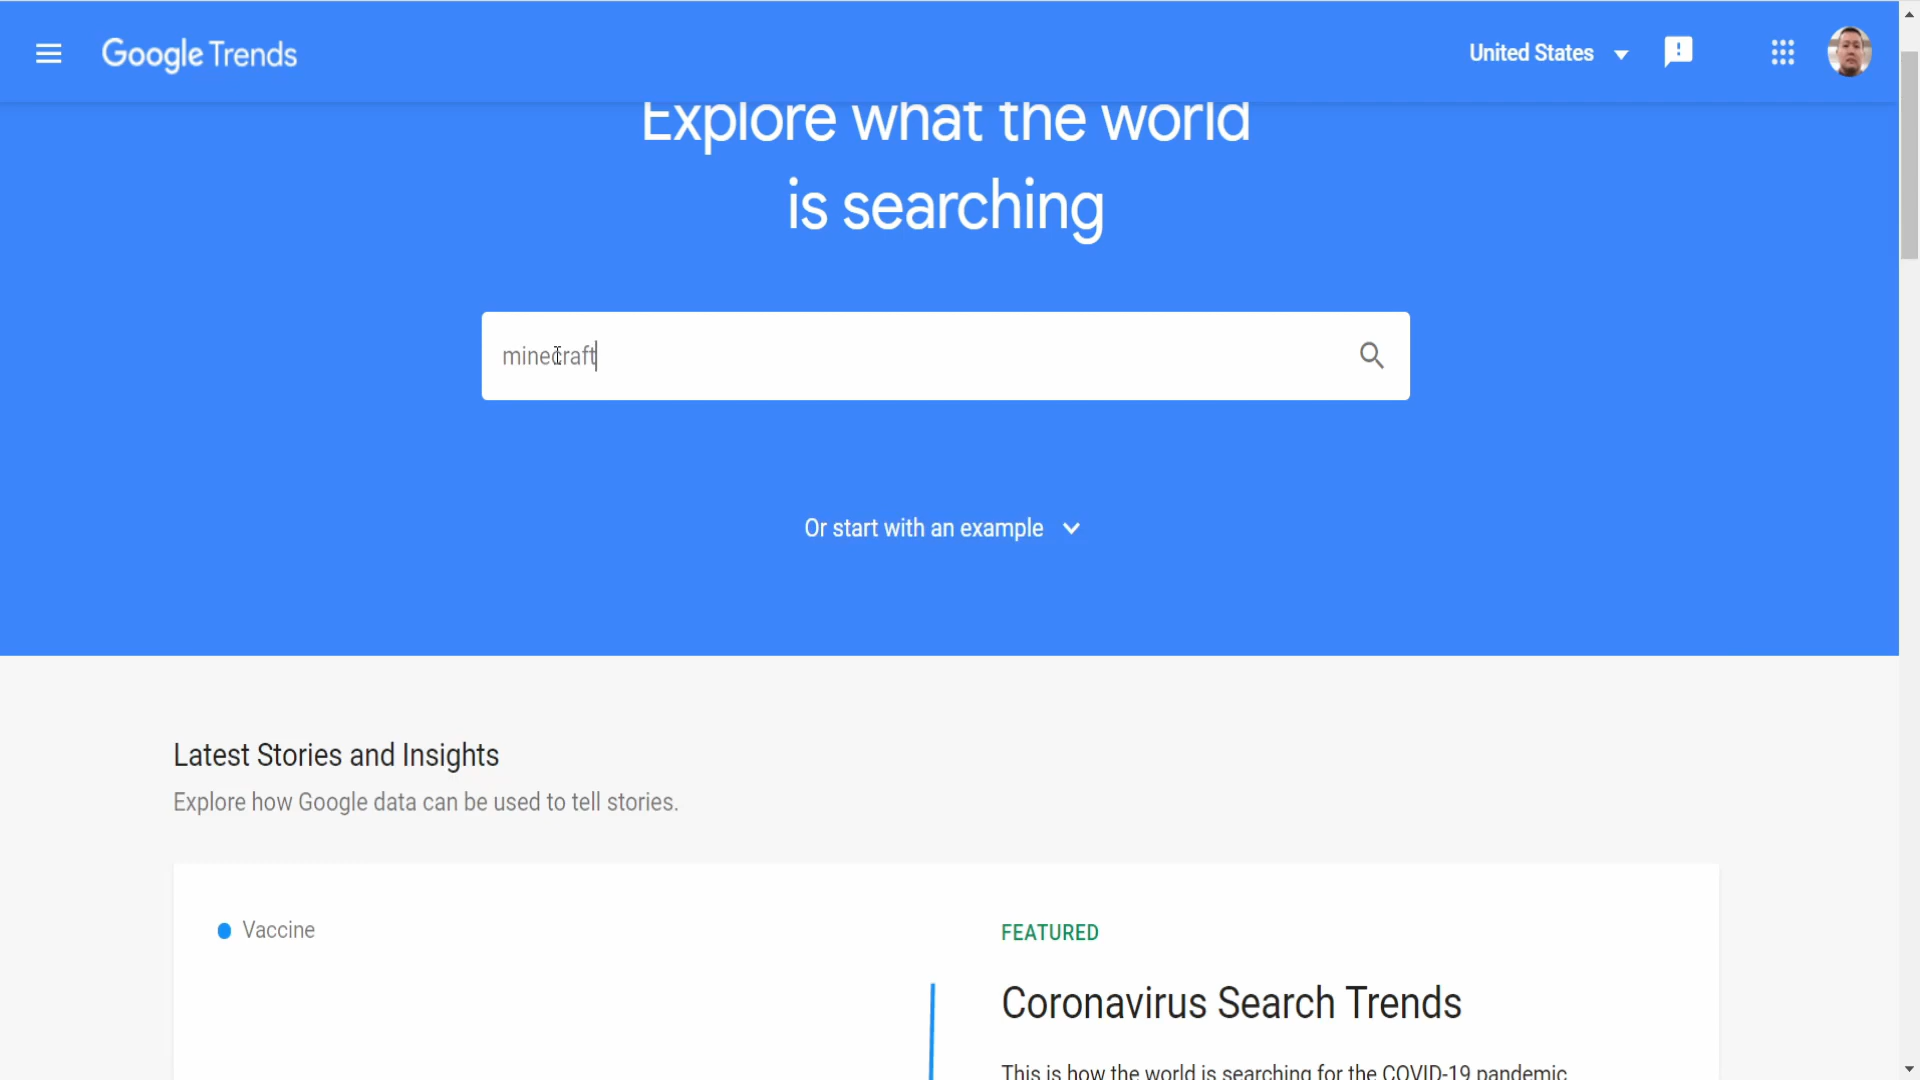 Google Trends
United States
Explore what the world
is searching
minecraft
Or start with an example
Latest Stories and Insights
Explore how Google data can be used to tell stories.
Vaccine
FEATURED
Coronavirus Search Trends
This is how the world is searching for the COVID-19 pandemic